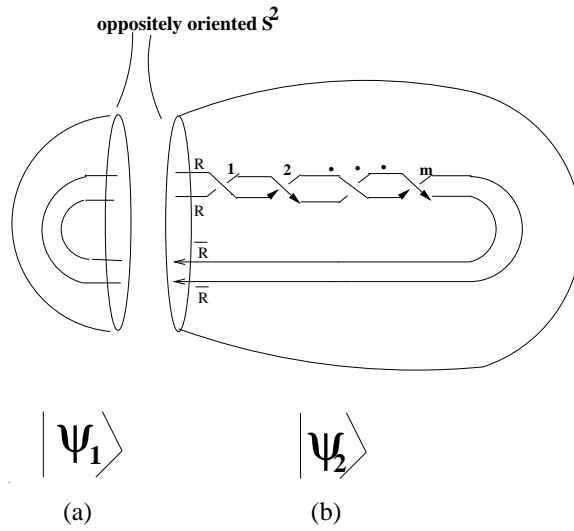 oppositely oriented S²
R 1 2 • • • m
R
R̅
R̅
|ψ₁⟩ |ψ₂⟩
(a) (b)